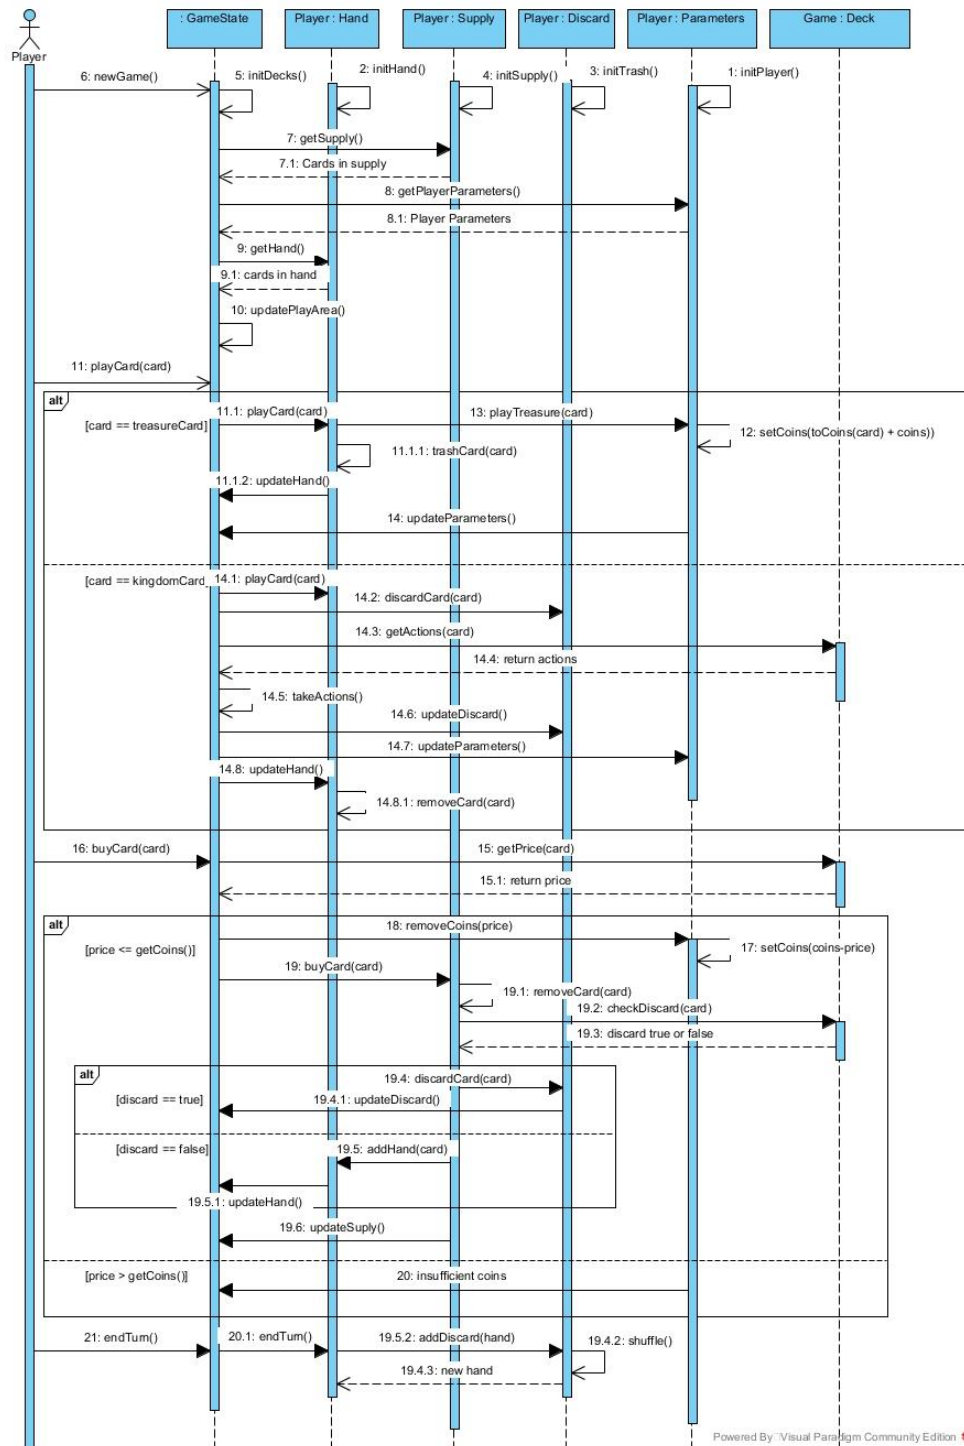 : GameState
Player : Hand
Player : Supply
Player : Discard
Player : Parameters
Game : Deck
Player
6: newGame()
5: initDecks()
2: initHand()
4: initSupply()
3: initTrash()
1: initPlayer()
7: getSupply()
7.1: Cards in supply
8: getPlayerParameters()
8.1: Player Parameters
9: getHand()
9.1: cards in hand
10: updatePlayArea()
11: playCard(card)
alt
[card == treasureCard]
11.1: playCard(card)
13: playTreasure(card)
12: setCoins(toCoins(card) + coins))
11.1.1: trashCard(card)
11.1.2: updateHand()
14: updateParameters()
[card == kingdomCard
14.1: playCard(card)
14.2: discardCard(card)
14.3: getActions(card)
14.4: return actions
14.5: takeActions()
14.6: updateDiscard()
14.7: updateParameters()
14.8: updateHand()
14.8.1: removeCard(card)
16: buyCard(card)
15: getPrice(card)
15.1: return price
alt
[price <= getCoins()]
18: removeCoins(price)
17: setCoins(coins-price)
19: buyCard(card)
19.1: removeCard(card)
19.2: checkDiscard(card)
19.3: discard true or false
alt
[discard == true]
19.4: discardCard(card)
19.4.1: updateDiscard()
[discard == false]
19.5: addHand(card)
19.5.1: updateHand()
19.6: updateSuply()
[price > getCoins()]
20: insufficient coins
21: endTurn()
20.1: endTurn()
19.5.2: addDiscard(hand)
19.4.2: shuffle()
19.4.3: new hand
Powered By Visual Paradigm Community Edition